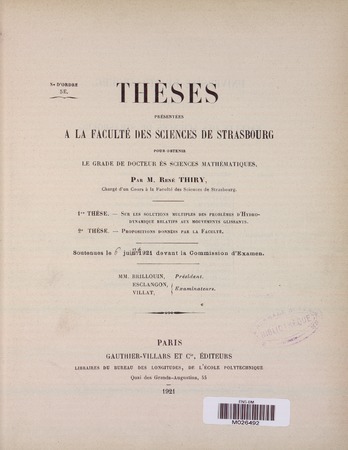 N° D'ORDRE
THÈSES
PRÉSENTÉES
A LA FACULTÉ DES SCIENCES DE STRASBOURG
POUR OBTENIR
LE GRADE DE DOCTEUR ÈS SCIENCES MATHÉMATIQUES,
PAR M. RENÉ THIRY,
Chargé d'un Cours à la Faculté des Sciences de Strasbourg.
1re THÈSE. — SUR LES SOLUTIONS MULTIPLES DES PROBLÈMES D'HYDRO-
DYNAMIQUE RELATIFS AUX MOUVEMENTS GLISSANTS.
2e THÈSE. — PROPOSITIONS DONNÉES PAR LA FACULTÉ.
Soutenues le 6 1921 devant la Commission d'Examen.
MM. BRILLOUIN, Président.
ESCLANGON,
VILLAT, Examinateurs.
PARIS
GAUTHIER-VILLARS ET Cie, ÉDITEURS
LIBRAIRES DU BUREAU DES LONGITUDES, DE L'ÉCOLE POLYTECHNIQUE
Quai des Grands-Augustins, 55
1921
M026492